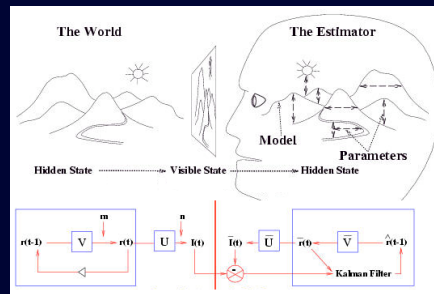 The World
The Estimator
Model
Parameters
Hidden State
Visible State
Hidden State
m
n
r(t-1)
V
r(t)
U
I(t)
Ī(t)
Ū
r̄(t)
V̄
r̂(t-1)
-
Kalman Filter